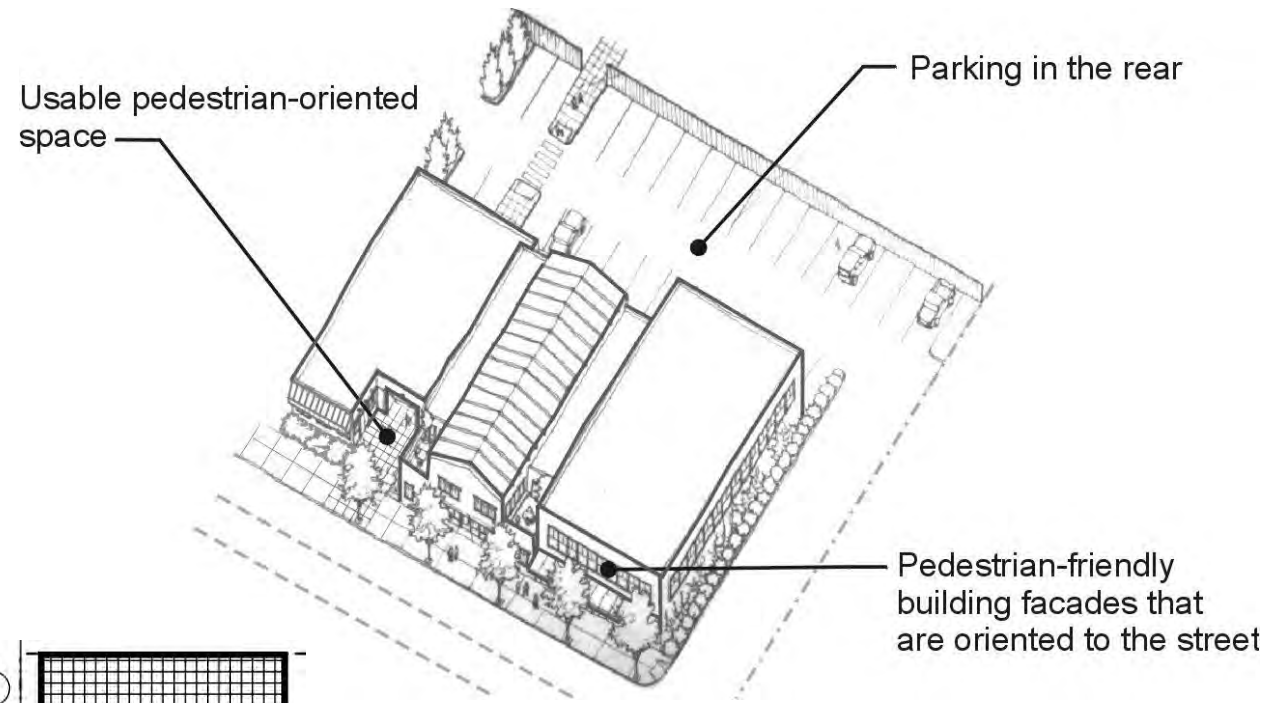 Usable pedestrian-oriented
space
Parking in the rear
Pedestrian-friendly
building facades that
are oriented to the street